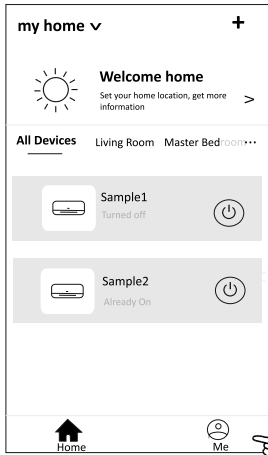 my home
Welcome home
Set your home location, get more
information
All Devices Living Room Master Bedroom...
Sample1
Turned off
Sample2
Already On
Home Me